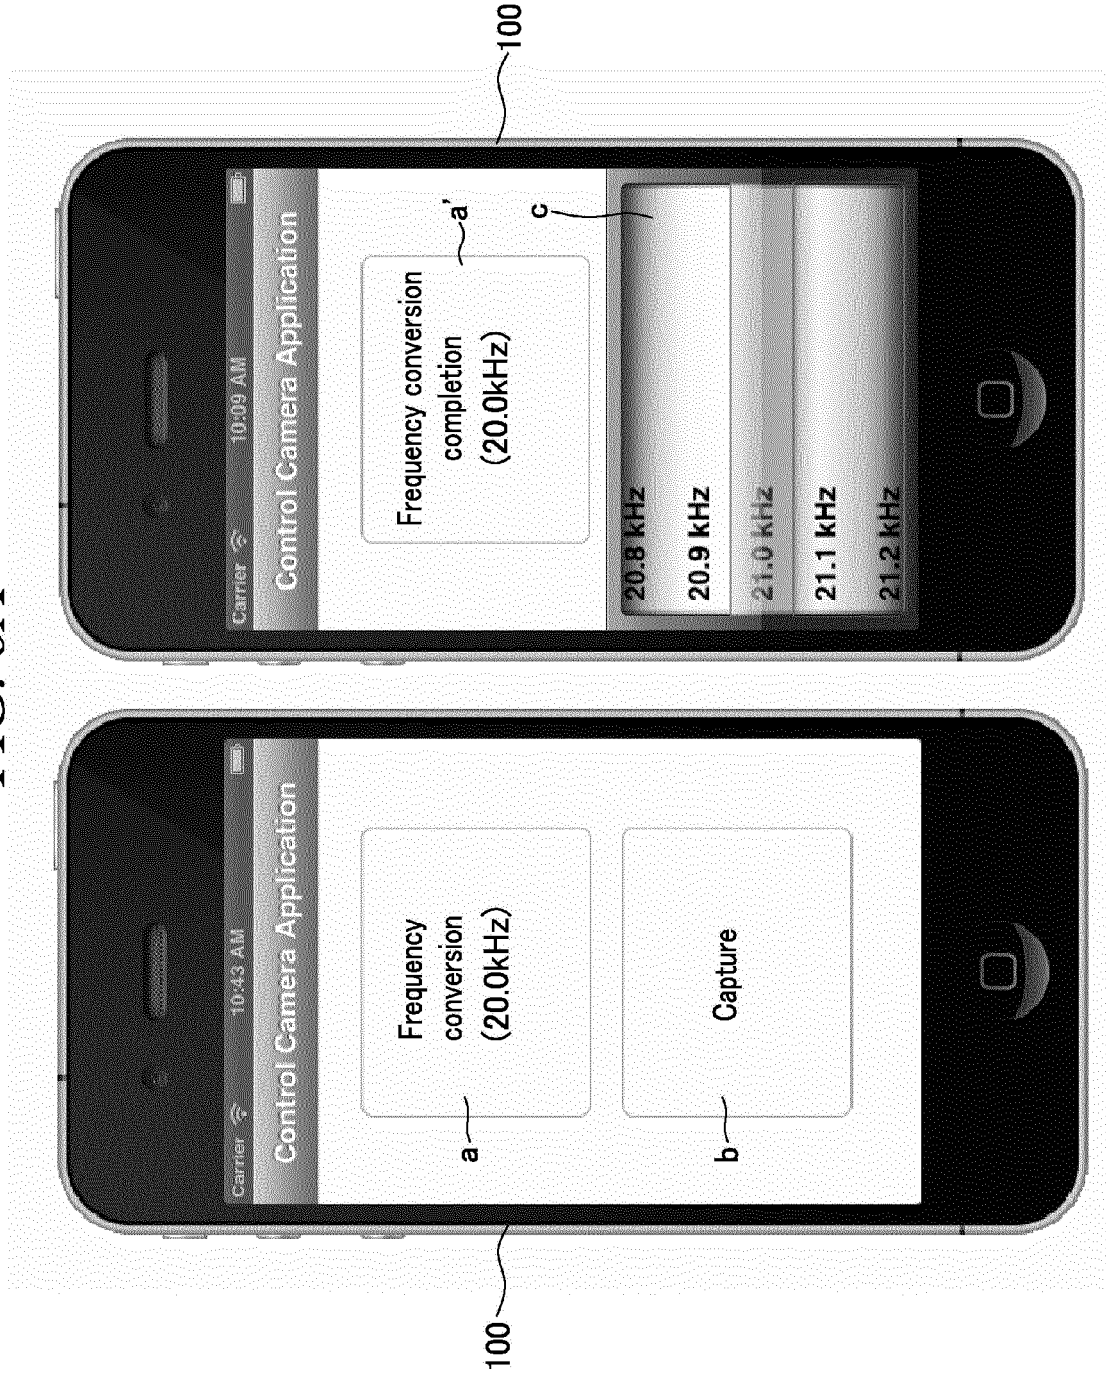 100
Carrier 10:43 AM
Control Camera Application
Frequency
conversion
(20.0kHz)
a
Capture
b
100
Carrier 10:09 AM
Control Camera Application
Frequency conversion
completion
(20.0kHz)
a'
c
20.8 kHz
20.9 kHz
21.0 kHz
21.1 kHz
21.2 kHz